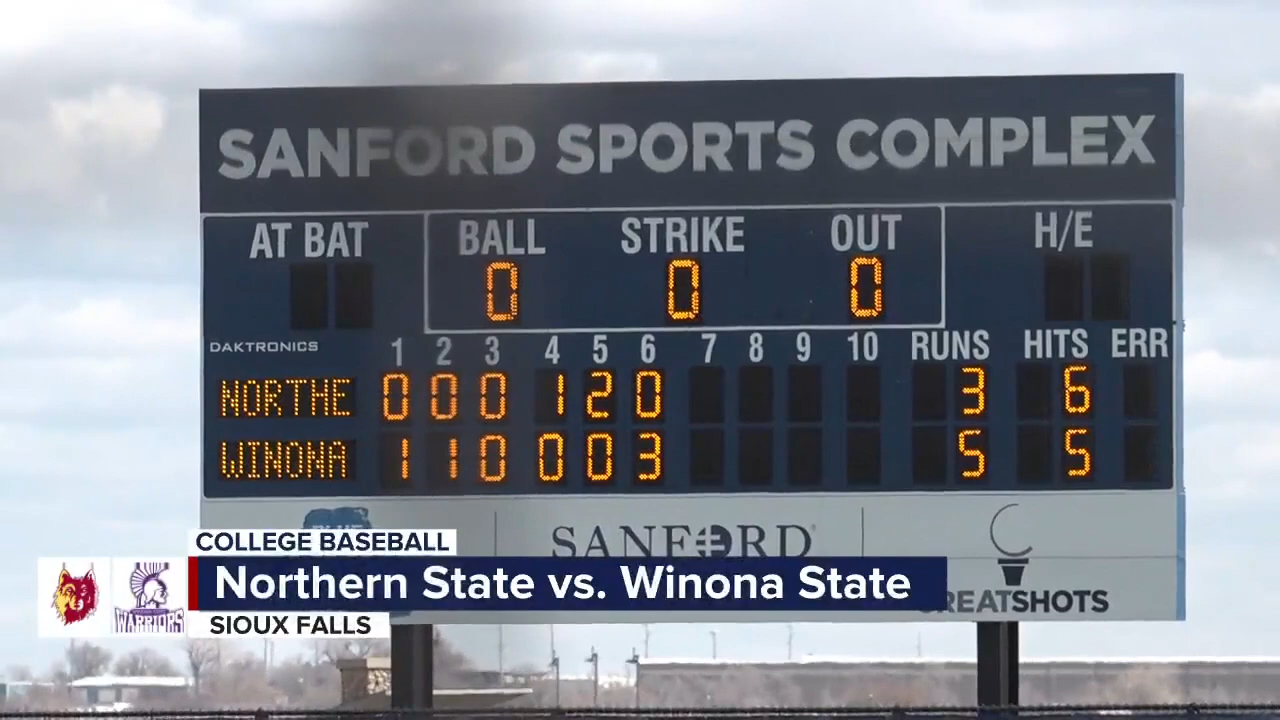 SANFORD SPORTS COMPLEX
AT BAT BALL STRIKE OUT H/E
0 0 0
DAKTRONICS 1 2 3 4 5 6 7 8 9 10 RUNS HITS ERR
NORTHE 0 0 0 1 2 0 3 6
WINONA 1 1 0 0 0 3 5 5
SANFORD
GREATSHOTS
COLLEGE BASEBALL
Northern State vs. Winona State
WARRIORS
SIOUX FALLS